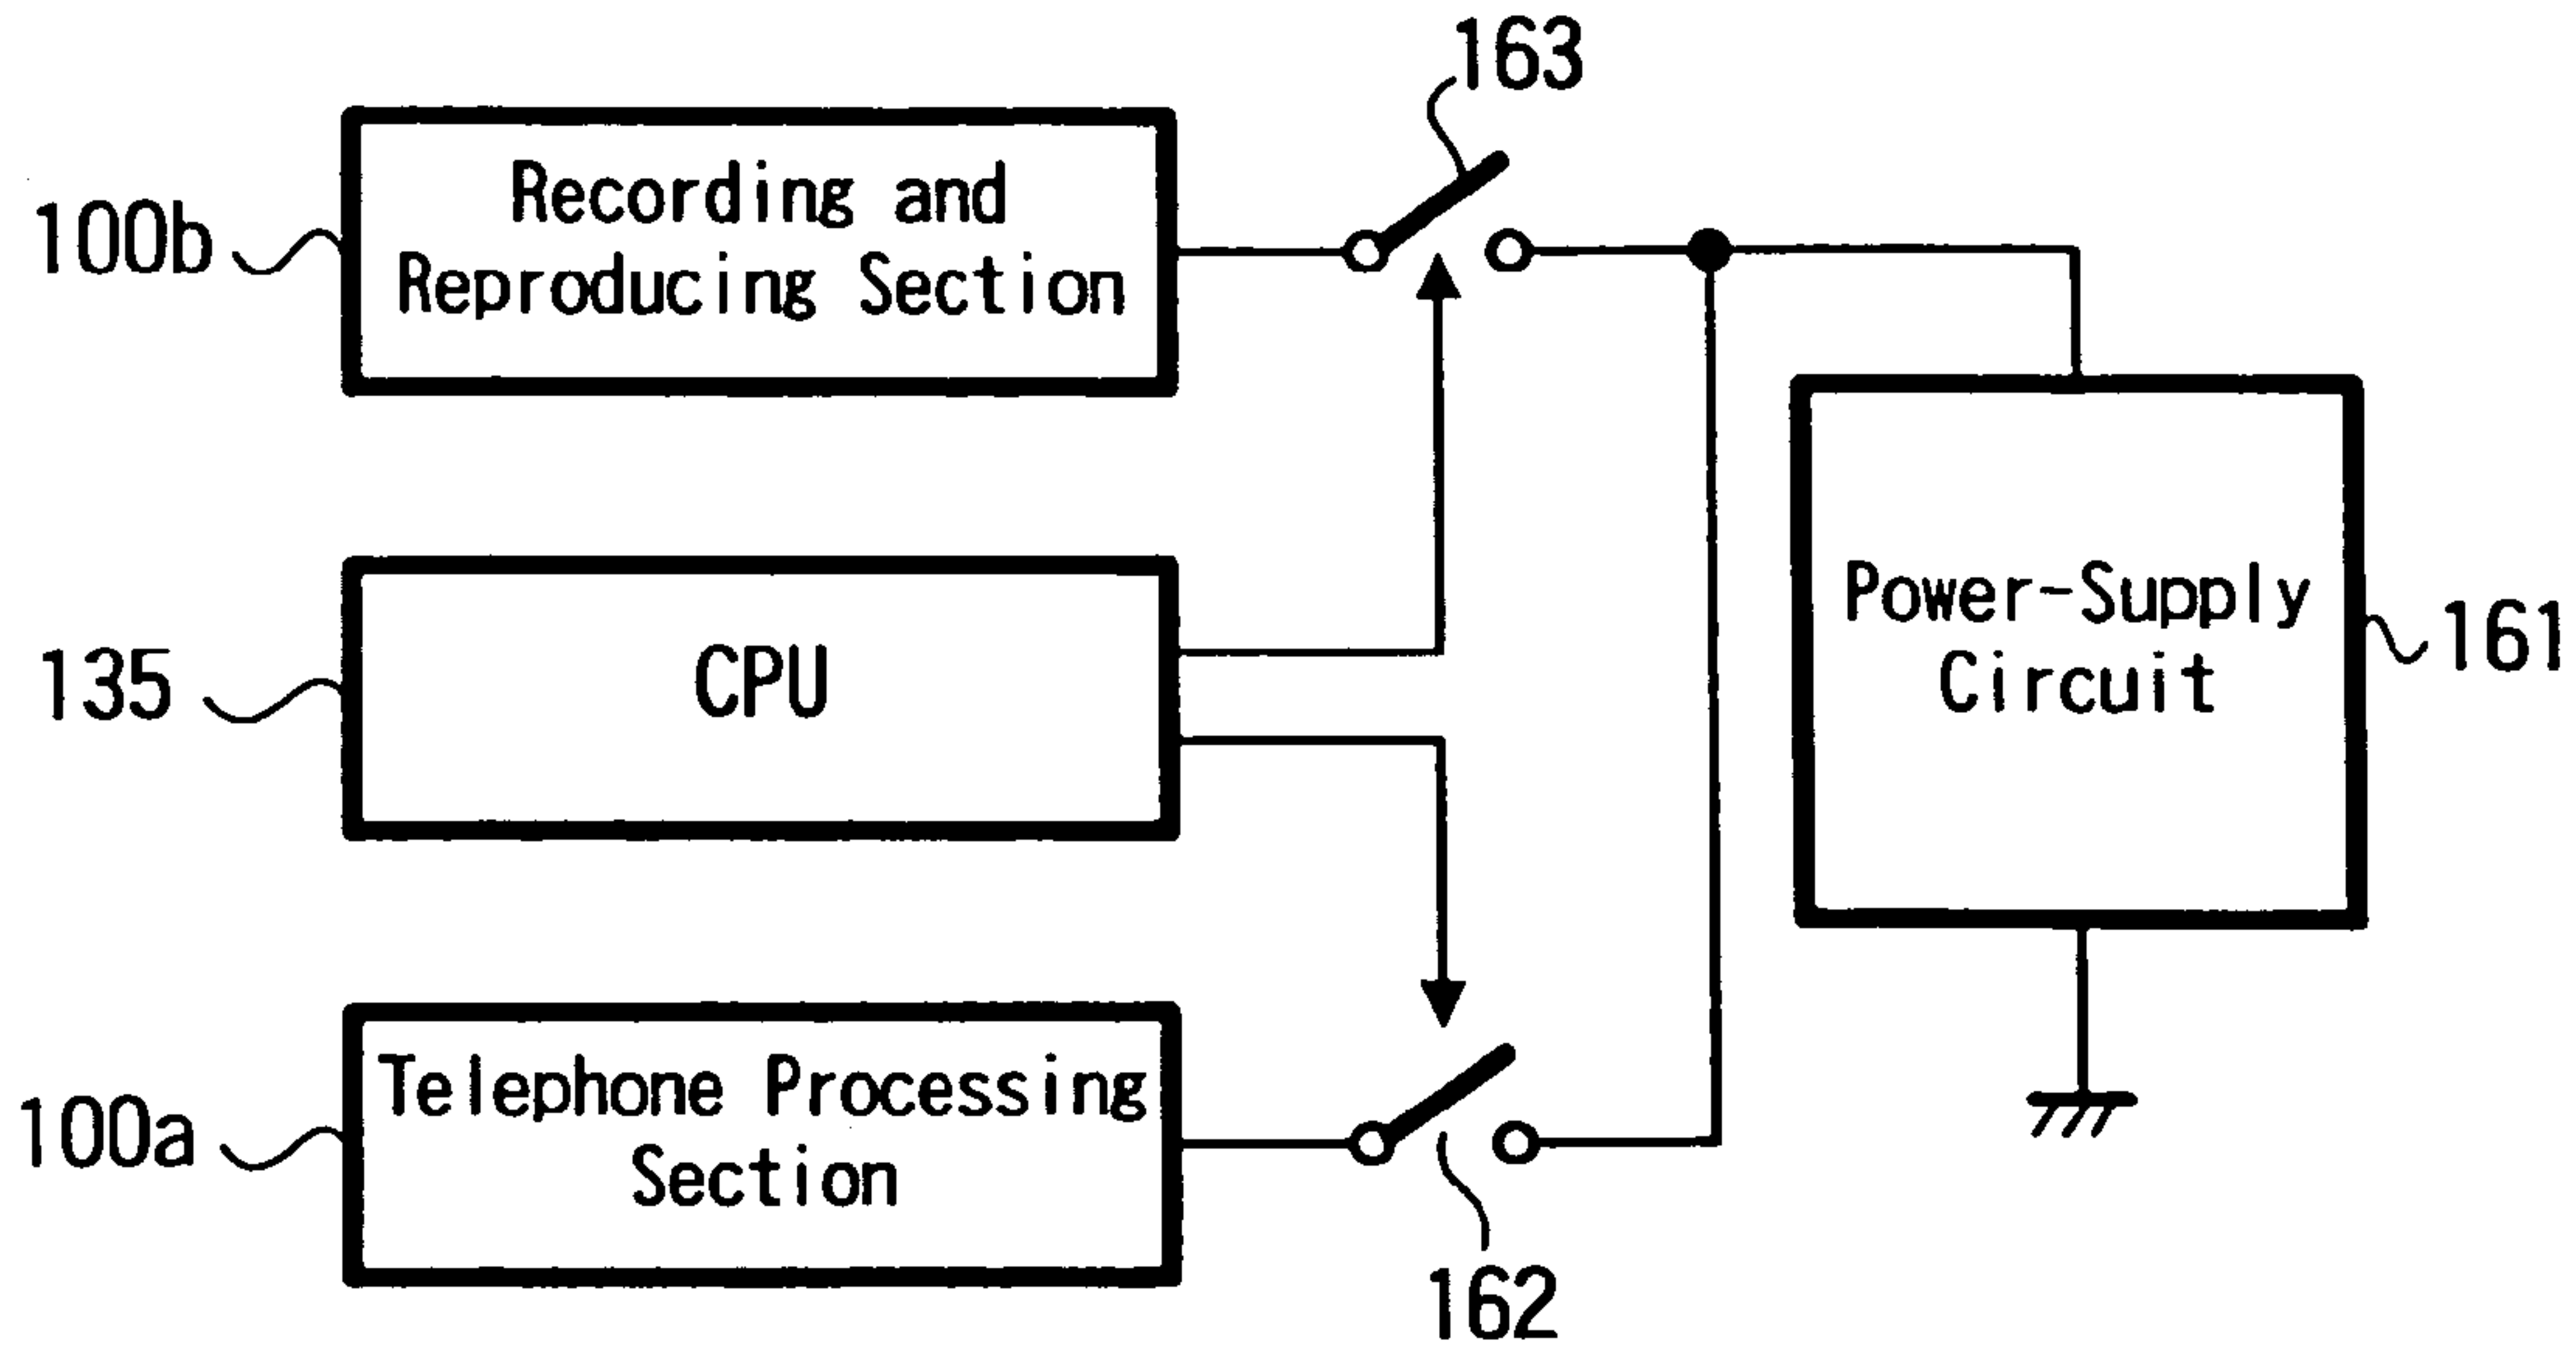 163
Recording and
Reproducing Section
100b
Power-Supply
Circuit
161
CPU
135
Telephone Processing
Section
100a
162